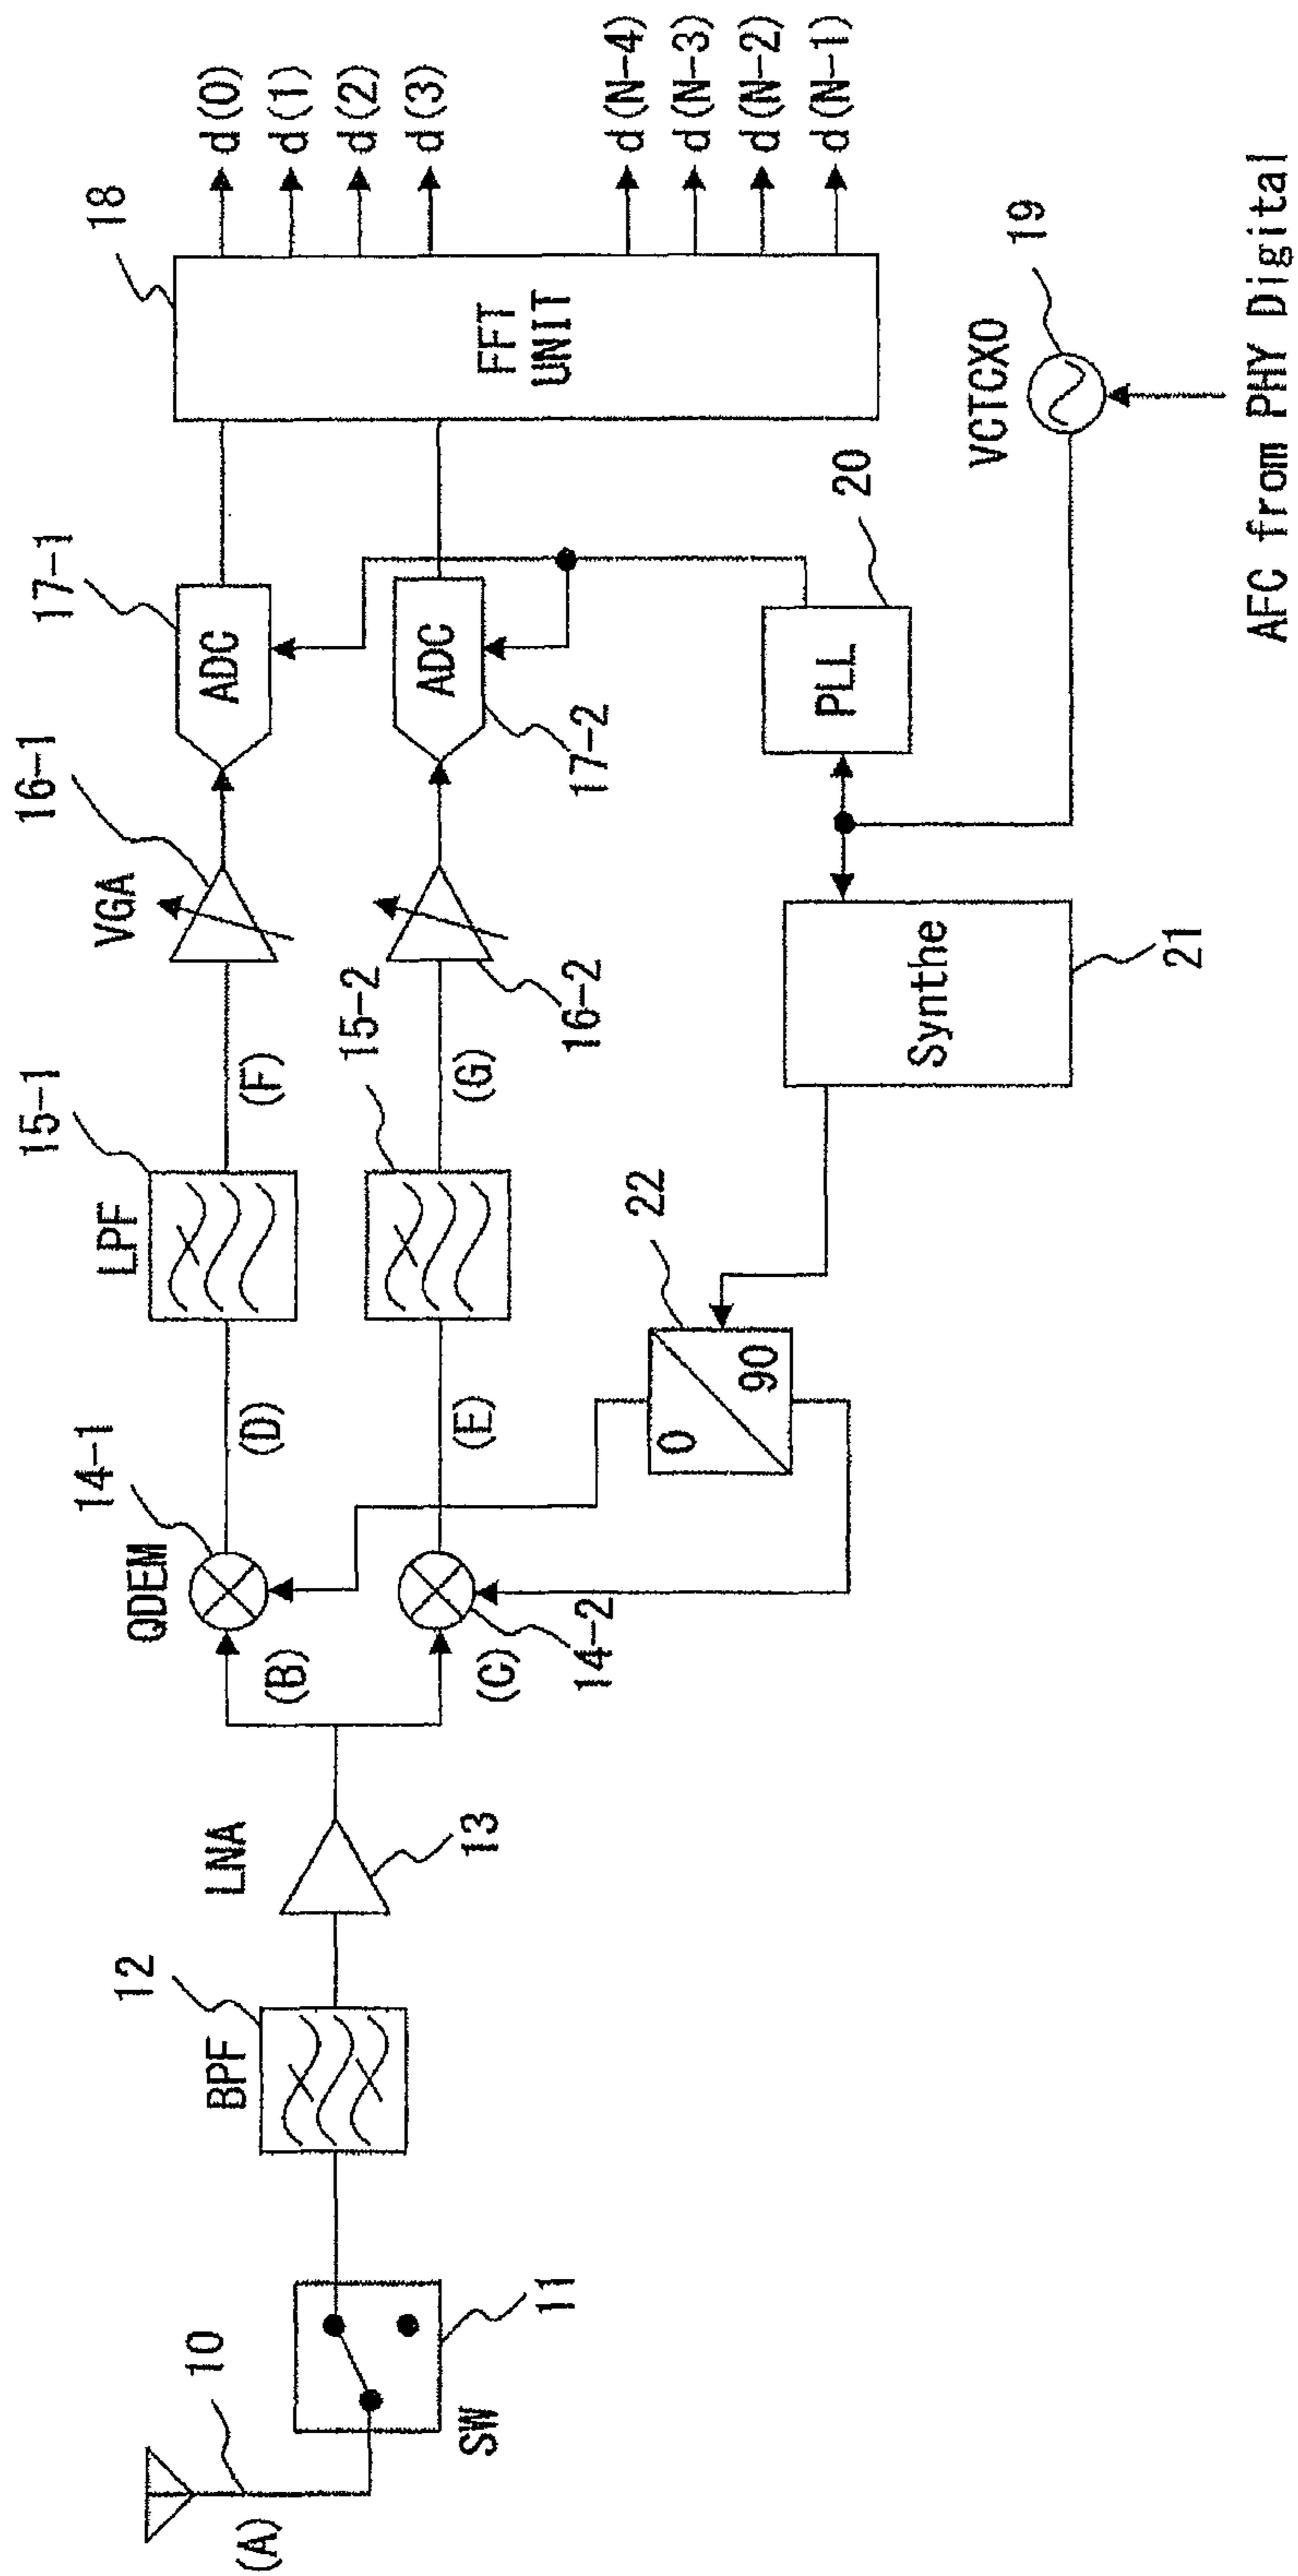 (A)
10
SW
11
BPF
12
LNA
13
QDEM
14-1
(B)
(C)
14-2
(D)
(E)
0
90
22
LPF
15-1
15-2
(F)
(G)
VGA
16-1
16-2
Synthe
21
ADC
17-1
ADC
17-2
PLL
20
FFT
UNIT
18
VCTCXO
19
AFC from PHY Digital
d(0)
d(1)
d(2)
d(3)
d(N-4)
d(N-3)
d(N-2)
d(N-1)